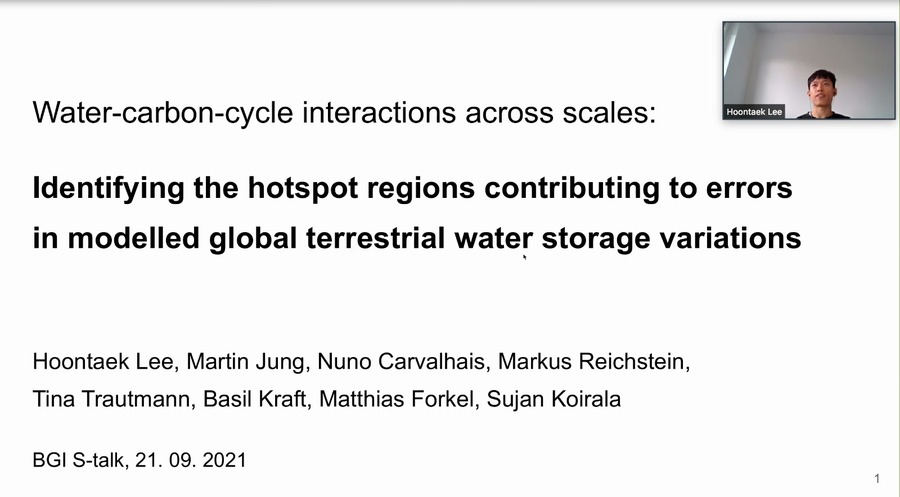 Water-carbon-cycle interactions across scales:
Hoontaek Lee
Identifying the hotspot regions contributing to errors
in modelled global terrestrial water storage variations
Hoontaek Lee, Martin Jung, Nuno Carvalhais, Markus Reichstein,
Tina Trautmann, Basil Kraft, Matthias Forkel, Sujan Koirala
BGI S-talk, 21. 09. 2021
1